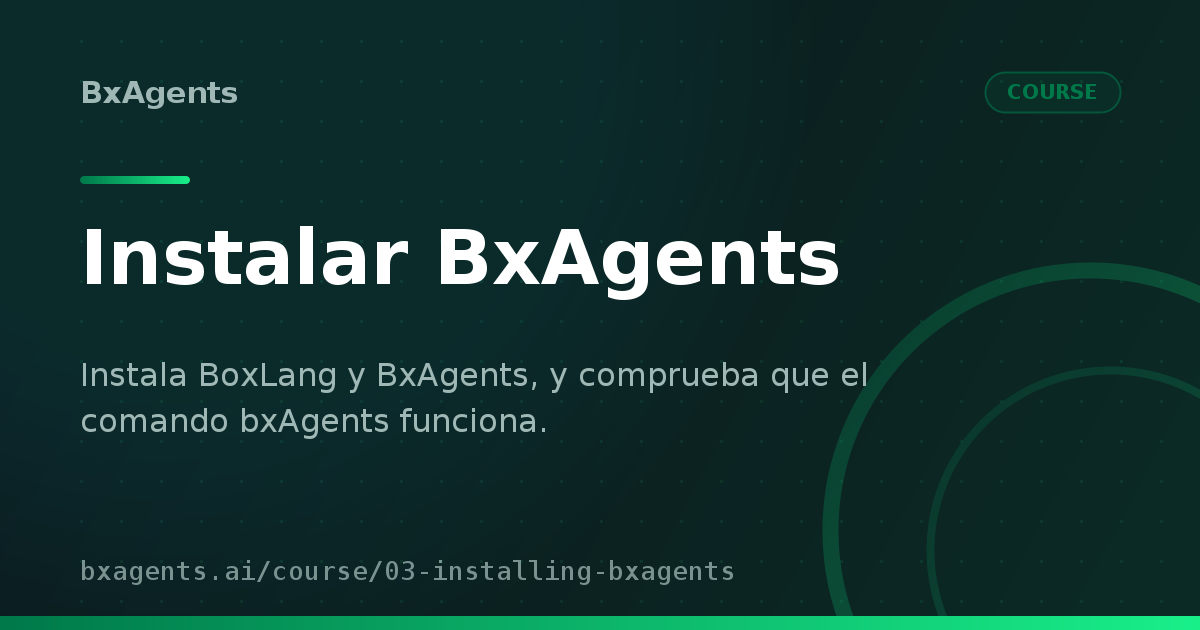 BxAgents
COURSE
Instalar BxAgents
Instala BoxLang y BxAgents, y comprueba que el
comando bxAgents funciona.
bxagents.ai/course/03-installing-bxagents